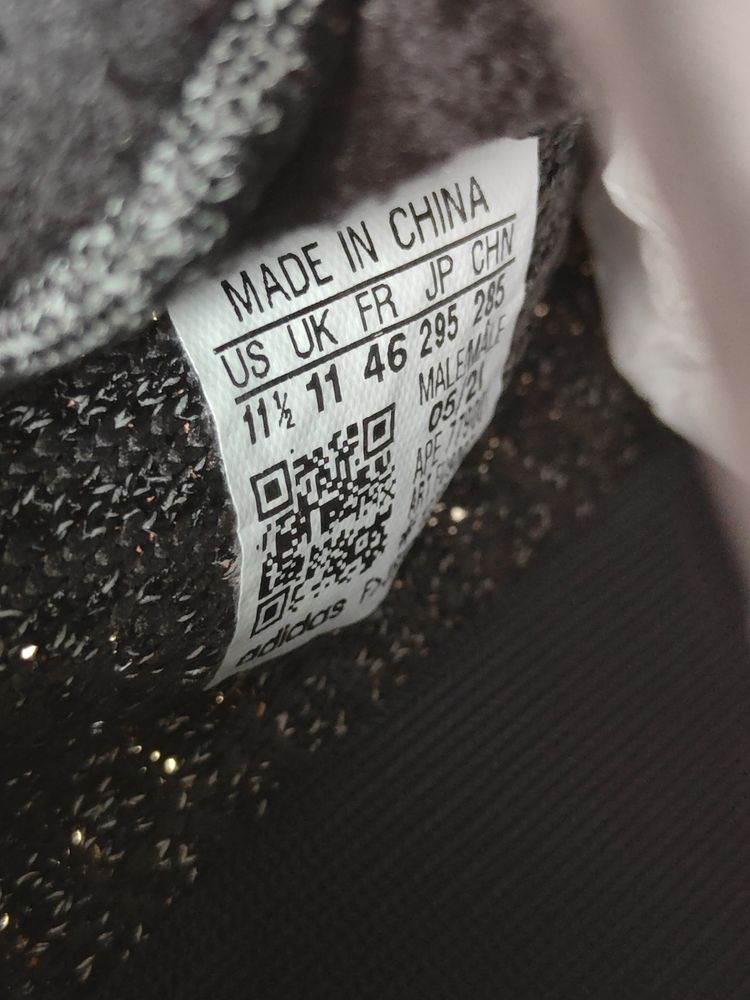 MADE IN CHINA
US UK FR JP CHN
11½ 11 46 295 285
MALE MALE
05/21
APE
adidas